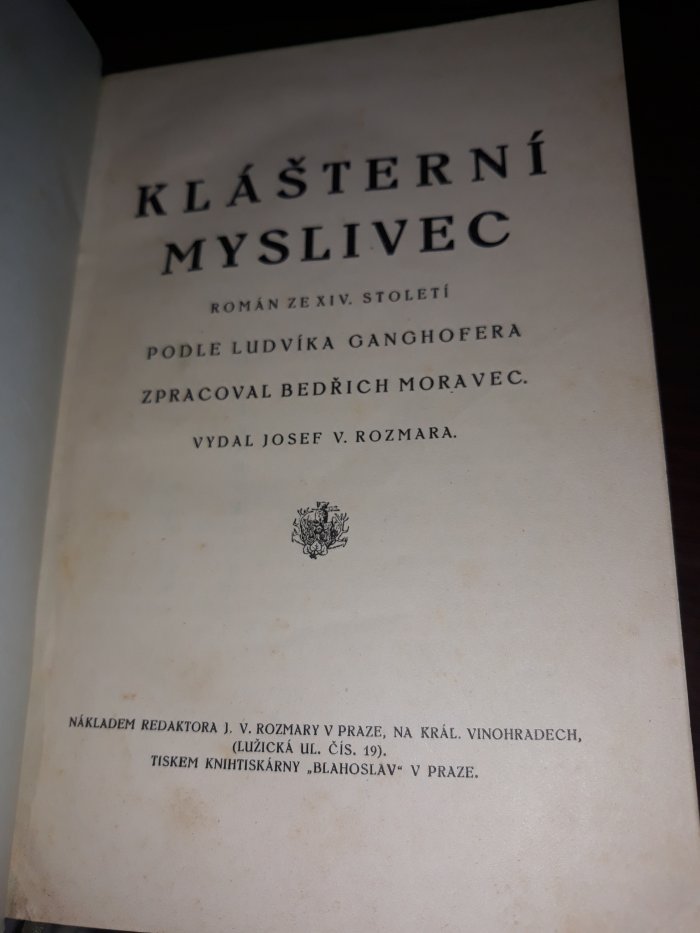 KLÁŠTERNÍ
MYSLIVEC
ROMÁN ZE XIV. STOLETÍ
PODLE LUDVÍKA GANGHOFERA
ZPRACOVAL BEDŘICH MORAVEC.
VYDAL JOSEF V. ROZMARA.
NÁKLADEM REDAKTORA J. V. ROZMARY V PRAZE, NA KRÁL. VINOHRADECH,
(LUŽICKÁ UL. ČÍS. 19).
TISKEM KNIHTISKÁRNY „BLAHOSLAV“ V PRAZE.